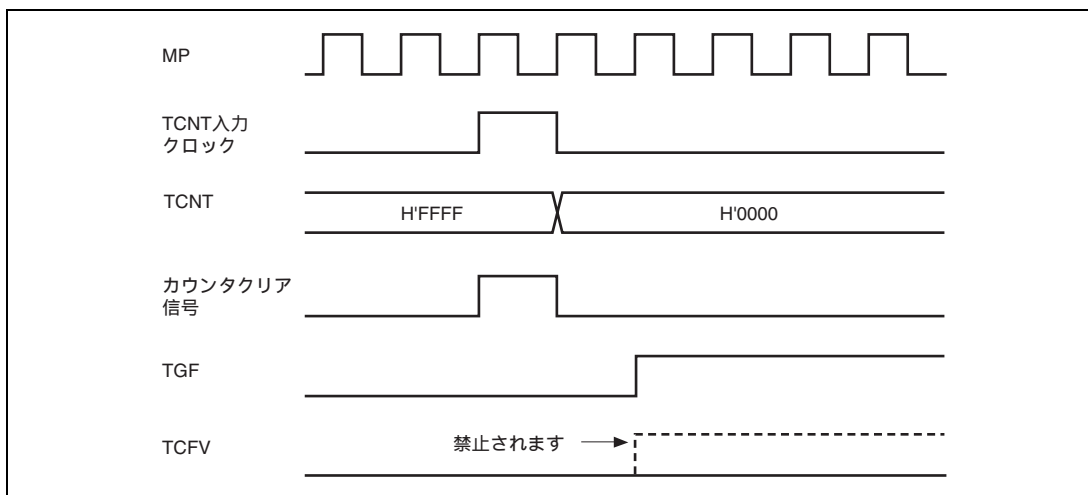 MP
TCNT入力
クロック
TCNT
H'FFFF
H'0000
カウンタクリア
信号
TGF
TCFV
禁止されます